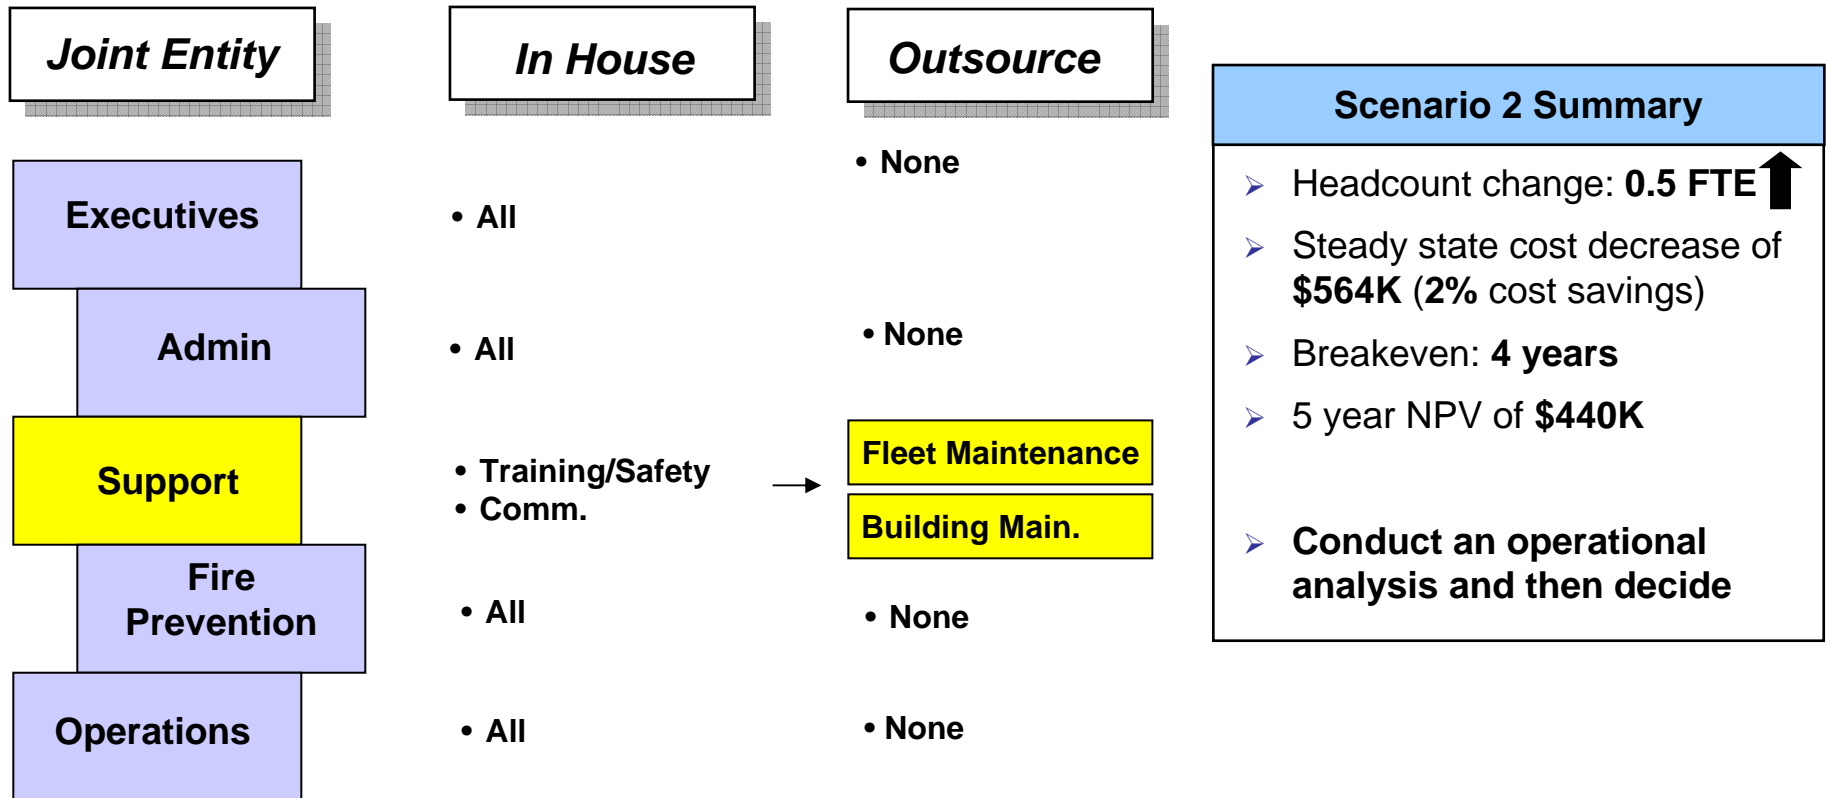 Joint Entity
In House
Outsource
Executives
• All
• None
Admin
• All
• None
Support
• Training/Safety
• Comm.
Fleet Maintenance
Building Main.
Fire
Prevention
• All
• None
Operations
• All
• None
Scenario 2 Summary
➢ Headcount change: 0.5 FTE
➢ Steady state cost decrease of
$564K (2% cost savings)
➢ Breakeven: 4 years
➢ 5 year NPV of $440K
➢ Conduct an operational
analysis and then decide